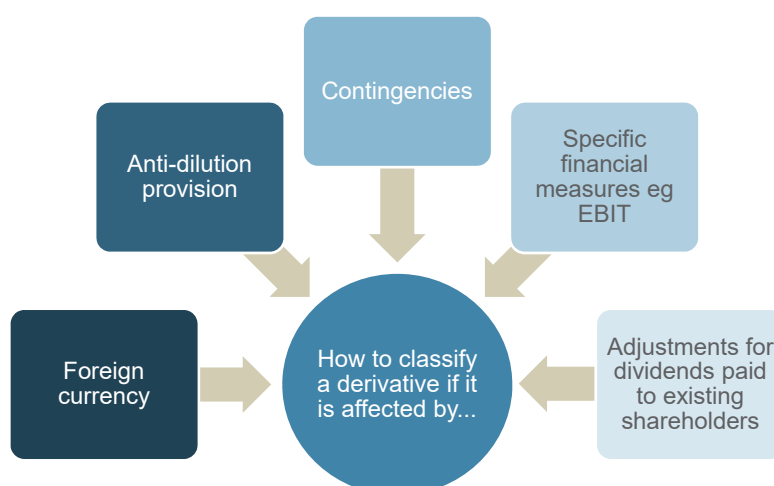 Contingencies
Anti-dilution
provision
Specific
financial
measures eg
EBIT
Foreign
currency
How to classify
a derivative if it
is affected by...
Adjustments for
dividends paid
to existing
shareholders